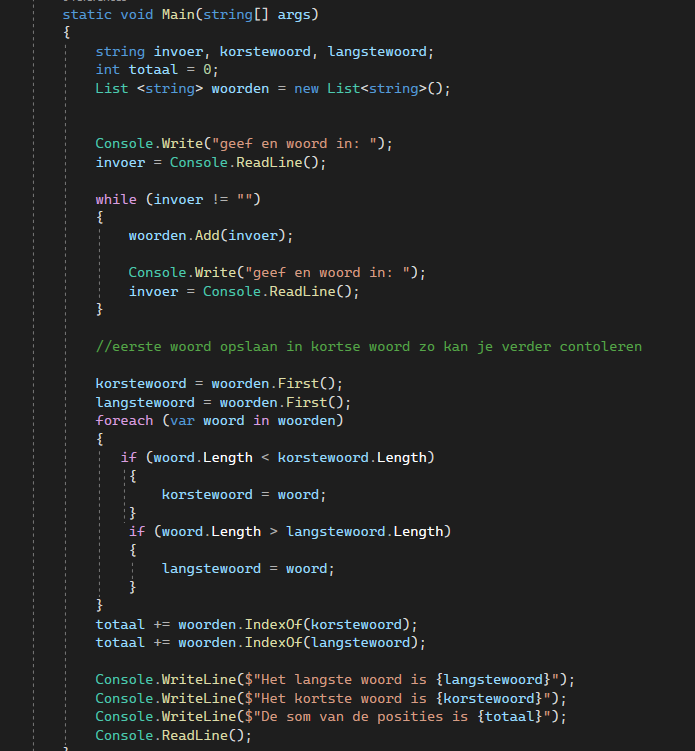 static void Main(string[] args)
{
string invoer, korstewoord, langstewoord;
int totaal = 0;
List <string> woorden = new List<string>();
Console.Write("geef en woord in: ");
invoer = Console.ReadLine();
while (invoer != "")
{
woorden.Add(invoer);
Console.Write("geef en woord in: ");
invoer = Console.ReadLine();
}
//eerste woord opslaan in kortse woord zo kan je verder contoleren
korstewoord = woorden.First();
langstewoord = woorden.First();
foreach (var woord in woorden)
{
if (woord.Length < korstewoord.Length)
{
korstewoord = woord;
}
if (woord.Length > langstewoord.Length)
{
langstewoord = woord;
}
}
totaal += woorden.IndexOf(korstewoord);
totaal += woorden.IndexOf(langstewoord);
Console.WriteLine($"Het langste woord is {langstewoord}");
Console.WriteLine($"Het kortste woord is {korstewoord}");
Console.WriteLine($"De som van de posities is {totaal}");
Console.ReadLine();